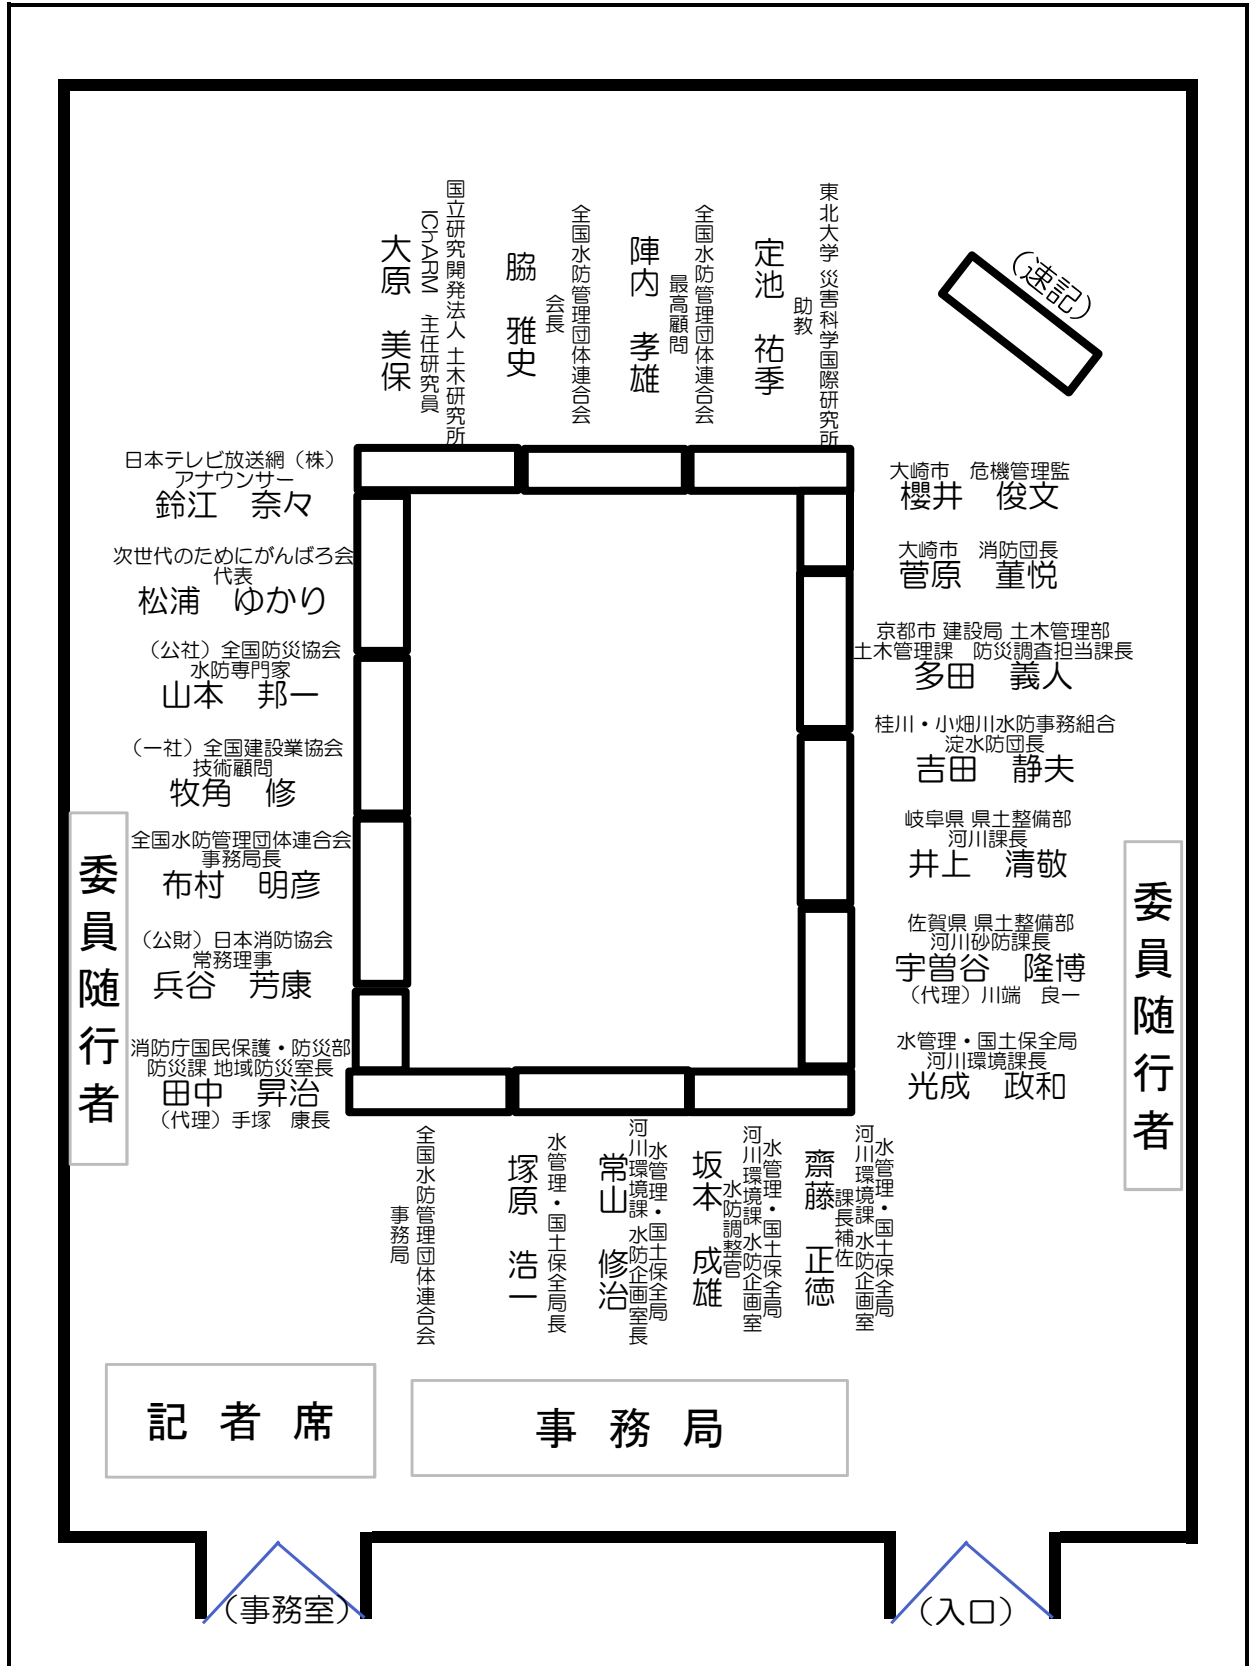 東北大学 災害科学国際研究所
助教
定池　祐季
全国水防管理団体連合会
最高顧問
陣内　孝雄
全国水防管理団体連合会
会長
脇　雅史
国立研究開発法人 土木研究所
IChARM　主任研究員
大原　美保
（速記）
日本テレビ放送網（株）
アナウンサー
鈴江　奈々
次世代のためにがんばろ会
代表
松浦　ゆかり
（公社）全国防災協会
水防専門家
山本　邦一
（一社）全国建設業協会
技術顧問
牧角　修
全国水防管理団体連合会
事務局長
布村　明彦
（公財）日本消防協会
常務理事
兵谷　芳康
消防庁国民保護・防災部
防災課 地域防災室長
田中　昇治
（代理）手塚　康長
大崎市　危機管理監
櫻井　俊文
大崎市　消防団長
菅原　董悦
京都市 建設局 土木管理部
土木管理課　防災調査担当課長
多田　義人
桂川・小畑川水防事務組合
淀水防団長
吉田　静夫
岐阜県 県土整備部
河川課長
井上　清敬
佐賀県 県土整備部
河川砂防課長
宇曽谷　隆博
（代理）川端　良一
水管理・国土保全局
河川環境課長
光成　政和
委員随行者
委員随行者
水管理・国土保全局
河川環境課 水防企画室
課長補佐
齋藤　正徳
水管理・国土保全局
河川環境課 水防企画室
水防調整官
坂本　成雄
水管理・国土保全局
河川環境課 水防企画室長
常山　修治
水管理・国土保全局長
塚原　浩一
全国水防管理団体連合会
事務局
記者席
事務局
（事務室）
（入口）